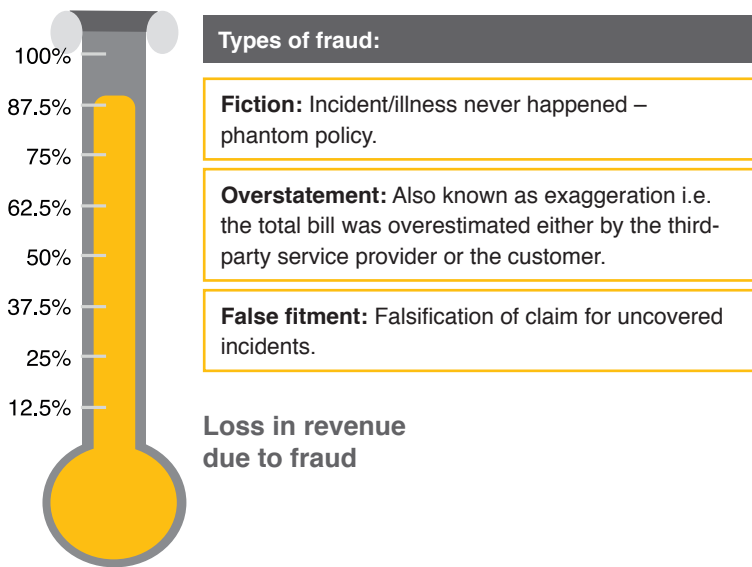 100%
87.5%
75%
62.5%
50%
37.5%
25%
12.5%
Types of fraud:
Fiction: Incident/illness never happened –
phantom policy.
Overstatement: Also known as exaggeration i.e.
the total bill was overestimated either by the third-
party service provider or the customer.
False fitment: Falsification of claim for uncovered
incidents.
Loss in revenue
due to fraud